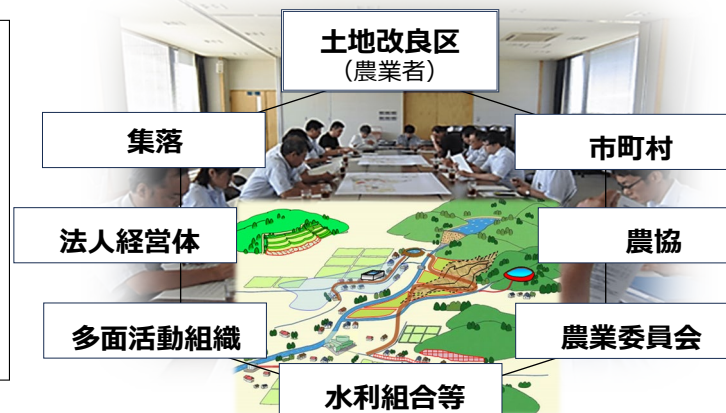 土地改良区
（農業者）
集落
市町村
法人経営体
農協
多面活動組織
農業委員会
水利組合等